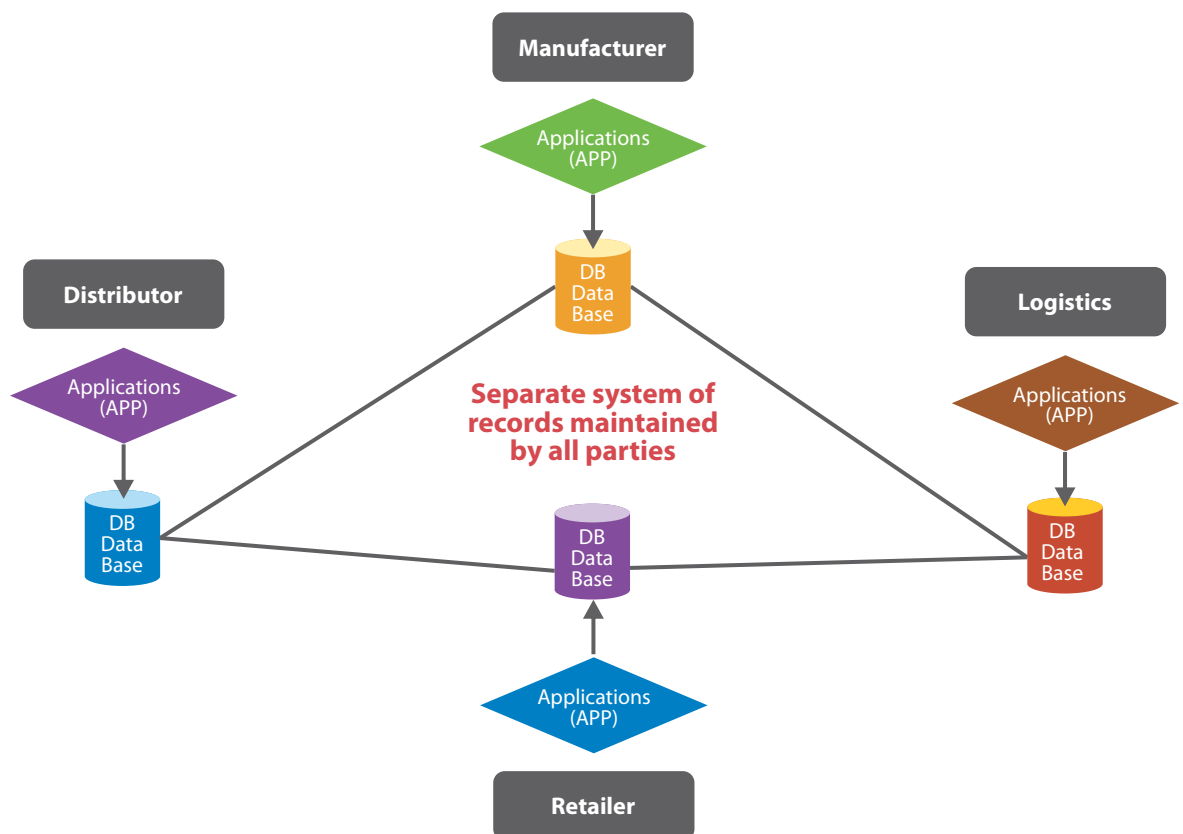 Manufacturer
Applications
(APP)
DB
Data
Base
Distributor
Applications
(APP)
DB
Data
Base
Logistics
Applications
(APP)
DB
Data
Base
Separate system of
records maintained
by all parties
DB
Data
Base
Applications
(APP)
Retailer